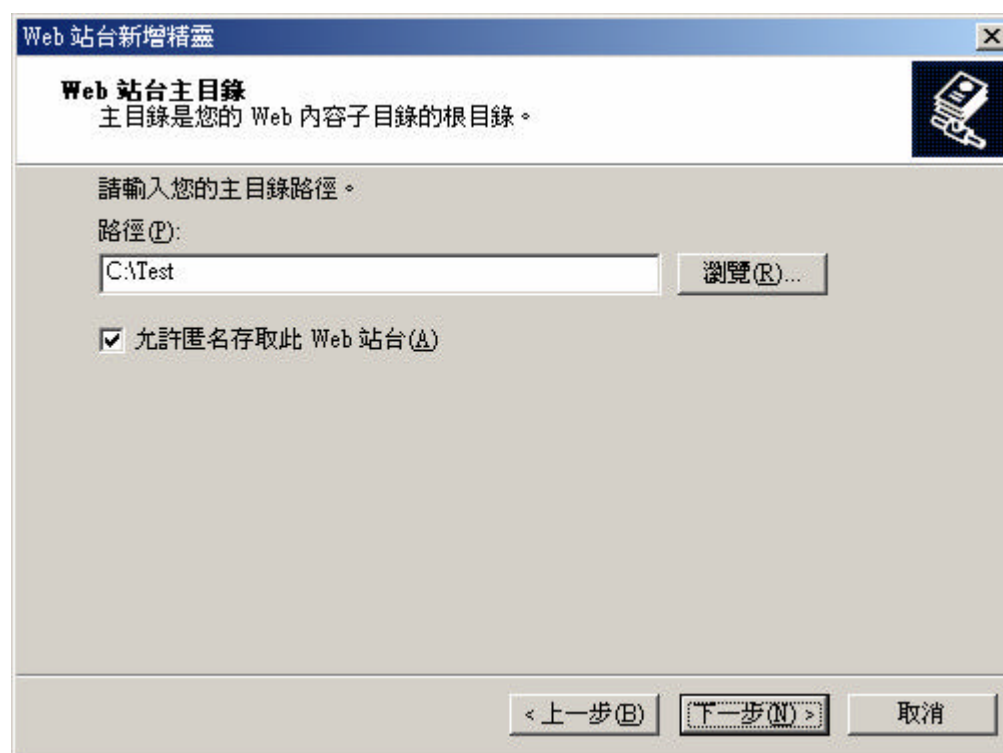 Web 站台新增精靈
Web 站台主目錄
主目錄是您的 Web 內容子目錄的根目錄。
請輸入您的主目錄路徑。
路徑(P):
C:\Test
瀏覽(R)...
允許匿名存取此 Web 站台(A)
< 上一步(B) 下一步(N) > 取消